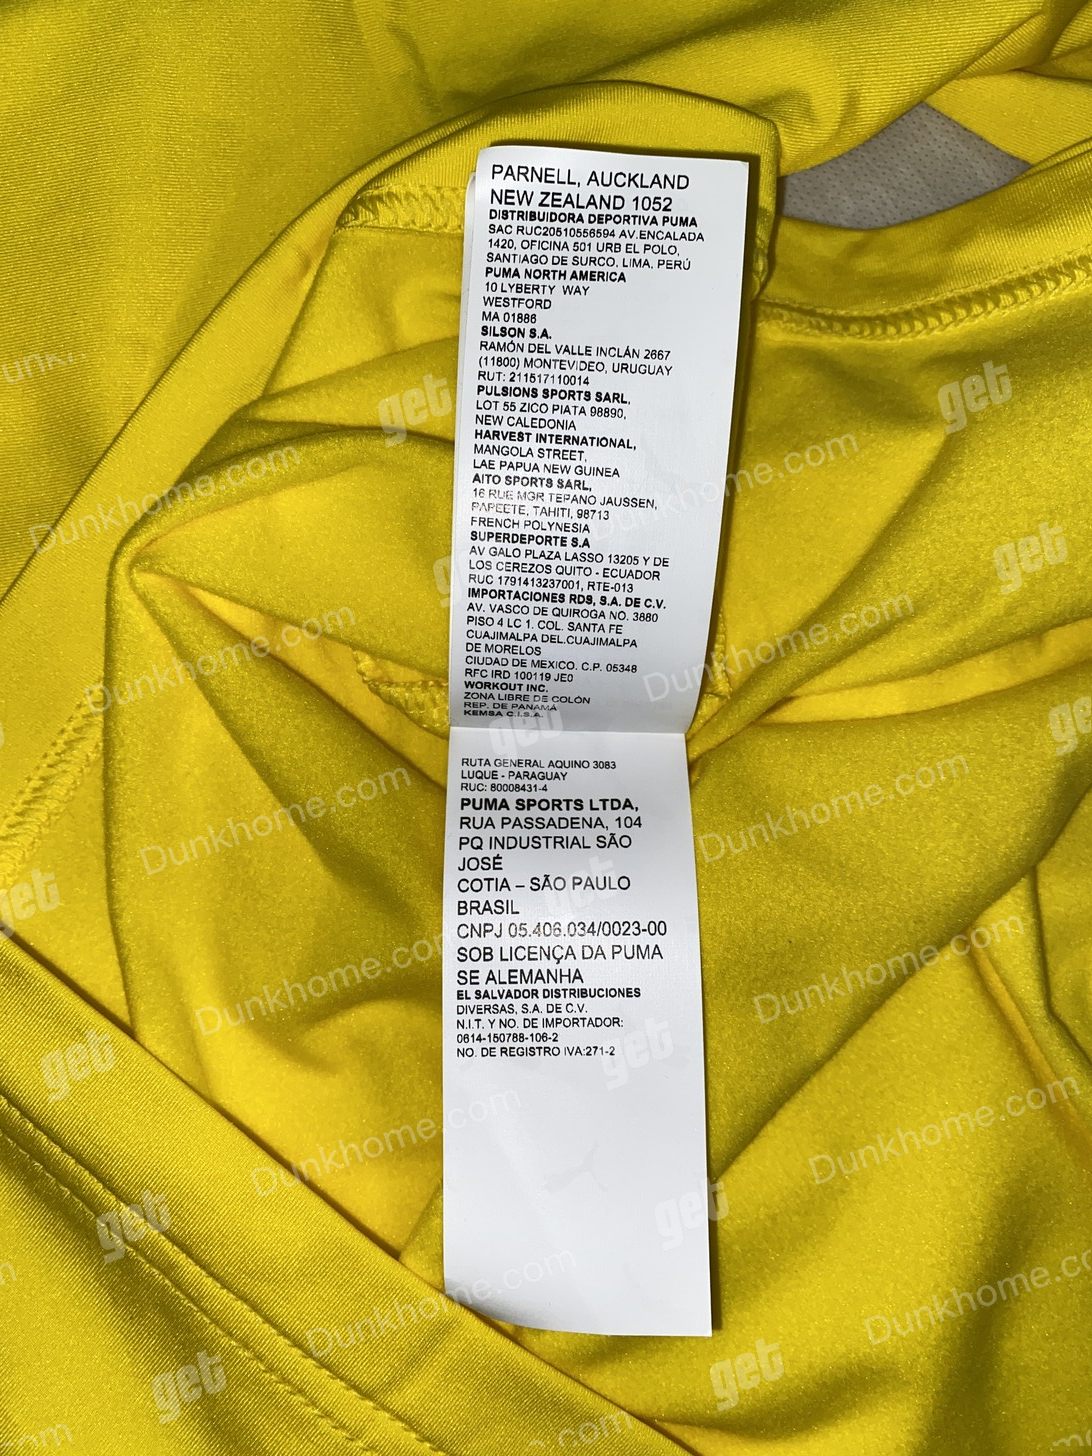 PARNELL, AUCKLAND
NEW ZEALAND 1052
DISTRIBUIDORA DEPORTIVA PUMA
SAC RUC20510556594 AV.ENCALADA
1420, OFICINA 501 URB EL POLO,
SANTIAGO DE SURCO, LIMA, PERÚ
PUMA NORTH AMERICA
10 LYBERTY WAY
WESTFORD
MA 01886
SILSON S.A.
RAMÓN DEL VALLE INCLÁN 2667
(11800) MONTEVIDEO, URUGUAY
RUT: 211517110014
PULSIONS SPORTS SARL,
LOT 55 ZICO PIATA 98890,
NEW CALEDONIA
HARVEST INTERNATIONAL,
MANGOLA STREET,
LAE PAPUA NEW GUINEA
AITO SPORTS SARL,
16 RUE MGR TEPANO JAUSSEN,
PAPEETE, TAHITI, 98713
FRENCH POLYNESIA
SUPERDEPORTE S.A
AV GALO PLAZA LASSO 13205 Y DE
LOS CEREZOS QUITO - ECUADOR
RUC 1791413237001, RTE-013
IMPORTACIONES RDS, S.A. DE C.V.
AV. VASCO DE QUIROGA NO. 3880
PISO 4 LC 1. COL. SANTA FE
CUAJIMALPA DEL.CUAJIMALPA
DE MORELOS
CIUDAD DE MEXICO. C.P. 05348
RFC IRD 100119 JE0
WORKOUT INC.
ZONA LIBRE DE COLÓN
REP. DE PANAMÁ
KEMSA C.I.S.A.
RUTA GENERAL AQUINO 3083
LUQUE - PARAGUAY
RUC: 80008431-4
PUMA SPORTS LTDA,
RUA PASSADENA, 104
PQ INDUSTRIAL SÃO
JOSÉ
COTIA – SÃO PAULO
BRASIL
CNPJ 05.406.034/0023-00
SOB LICENÇA DA PUMA
SE ALEMANHA
EL SALVADOR DISTRIBUCIONES
DIVERSAS, S.A. DE C.V.
N.I.T. Y NO. DE IMPORTADOR:
0614-150788-106-2
NO. DE REGISTRO IVA:271-2
get
Dunkhome.com